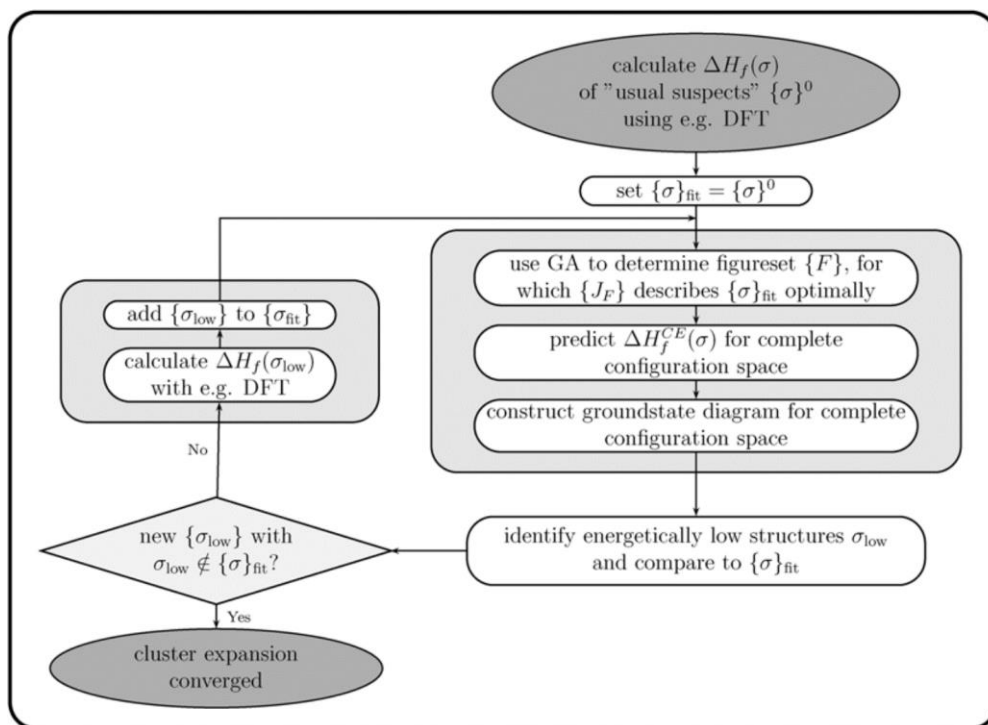 calculate ΔH_f(σ)
of "usual suspects" {σ}^0
using e.g. DFT
set {σ}_fit = {σ}^0
use GA to determine figureset {F}, for
which {J_F} describes {σ}_fit optimally
predict ΔH_f^{CE}(σ) for complete
configuration space
construct groundstate diagram for complete
configuration space
identify energetically low structures σ_low
and compare to {σ}_fit
new {σ_low} with
σ_low ∉ {σ}_fit?
No
calculate ΔH_f(σ_low)
with e.g. DFT
add {σ_low} to {σ_fit}
Yes
cluster expansion
converged